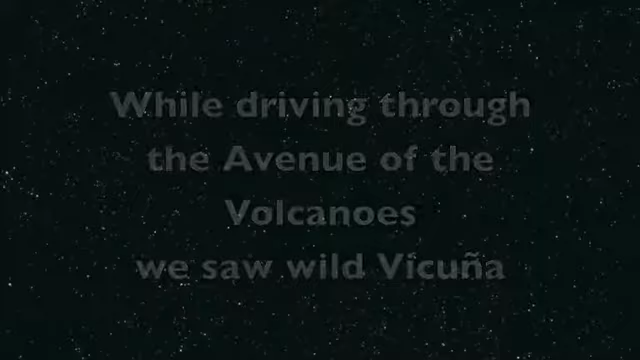 While driving through
the Avenue of the
Volcanoes
we saw wild Vicuña